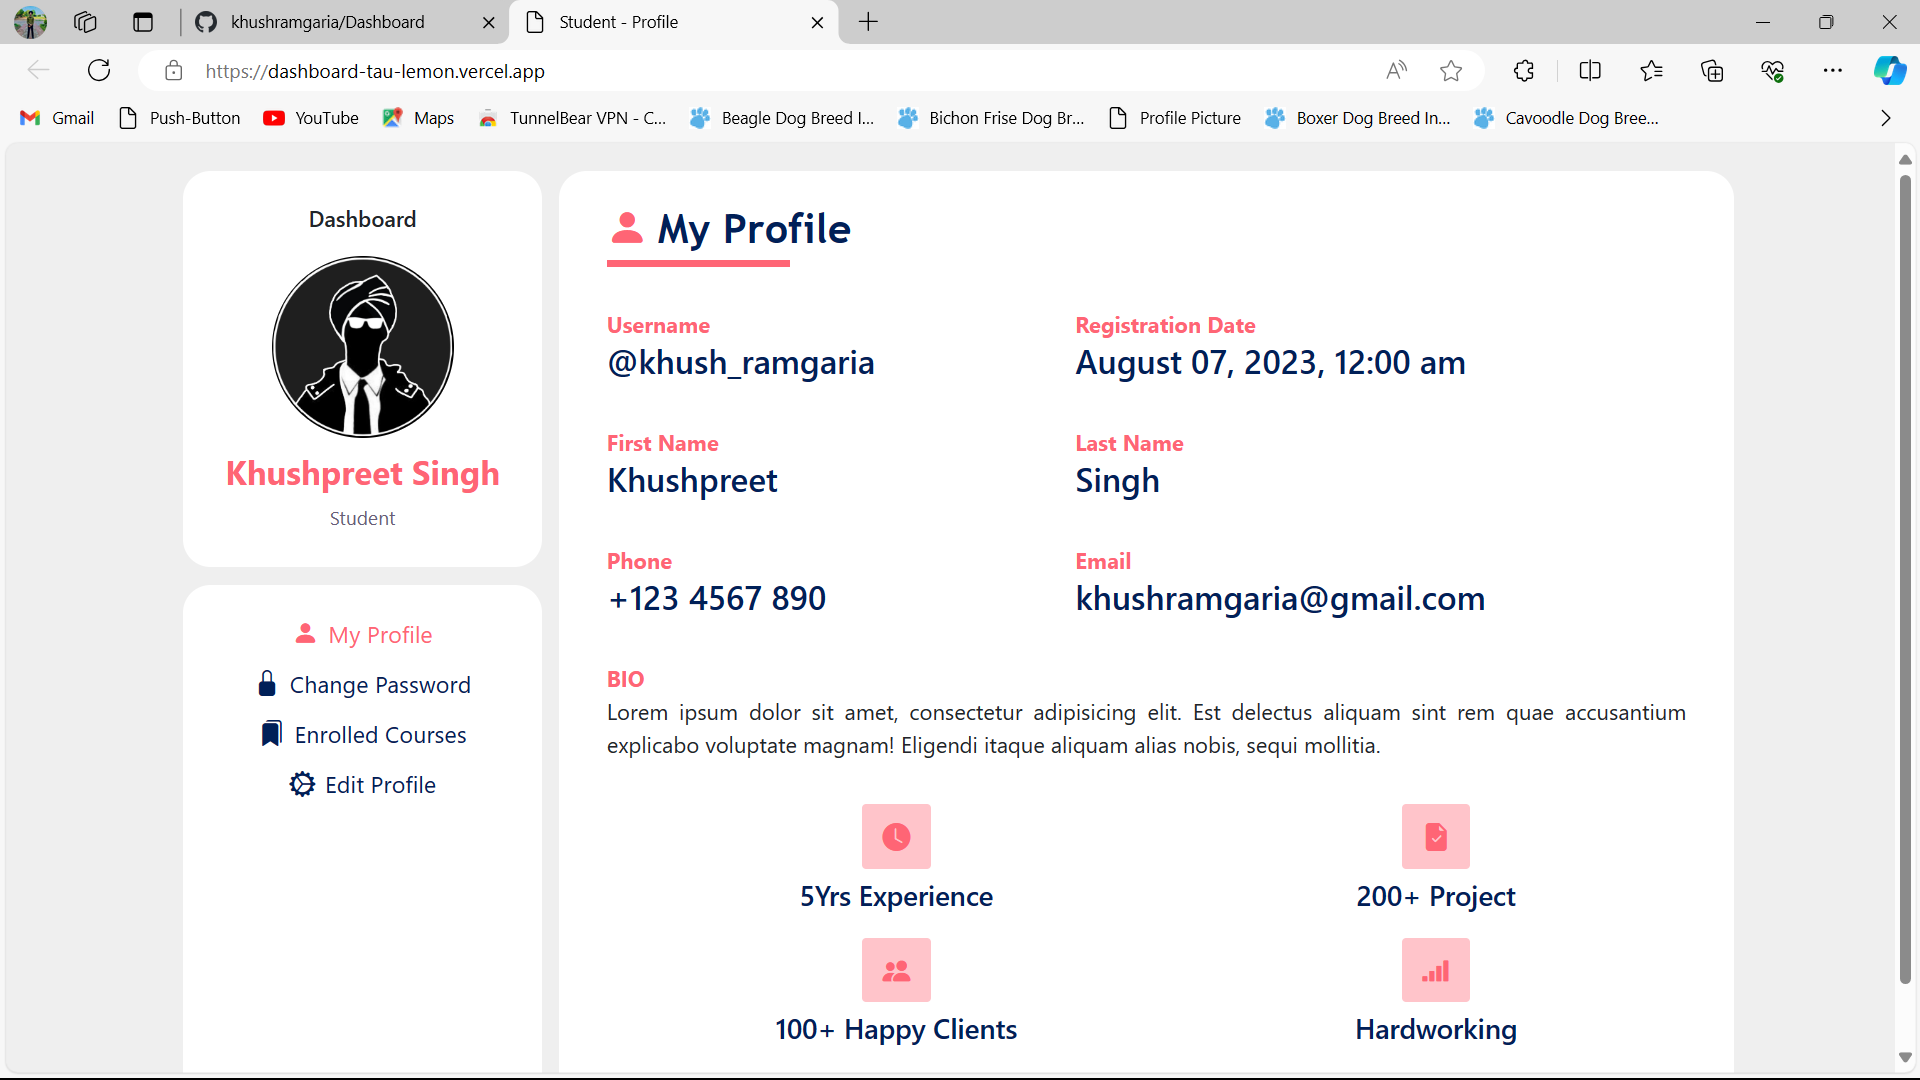 khushramgaria/Dashboard
Student - Profile
https://dashboard-tau-lemon.vercel.app
Gmail
Push-Button
YouTube
Maps
TunnelBear VPN - C...
Beagle Dog Breed I...
Bichon Frise Dog Br...
Profile Picture
Boxer Dog Breed In...
Cavoodle Dog Bree...
Dashboard
Khushpreet Singh
Student
My Profile
Change Password
Enrolled Courses
Edit Profile
My Profile
Username
@khush_ramgaria
Registration Date
August 07, 2023, 12:00 am
First Name
Khushpreet
Last Name
Singh
Phone
+123 4567 890
Email
khushramgaria@gmail.com
BIO
Lorem ipsum dolor sit amet, consectetur adipisicing elit. Est delectus aliquam sint rem quae accusantium
explicabo voluptate magnam! Eligendi itaque aliquam alias nobis, sequi mollitia.
5Yrs Experience
200+ Project
100+ Happy Clients
Hardworking